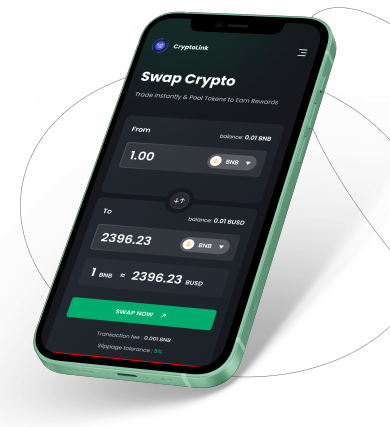 CryptoLink
Swap Crypto
Trade Instantly & Pool Tokens to Earn Rewards
From
balance: 0.01 BNB
1.00
BNB
To
balance: 0.01 BUSD
2396.23
BNB
1 BNB = 2396.23 BUSD
SWAP NOW
Transaction fee : 0.001 BNB
Slippage tolerance : 5%